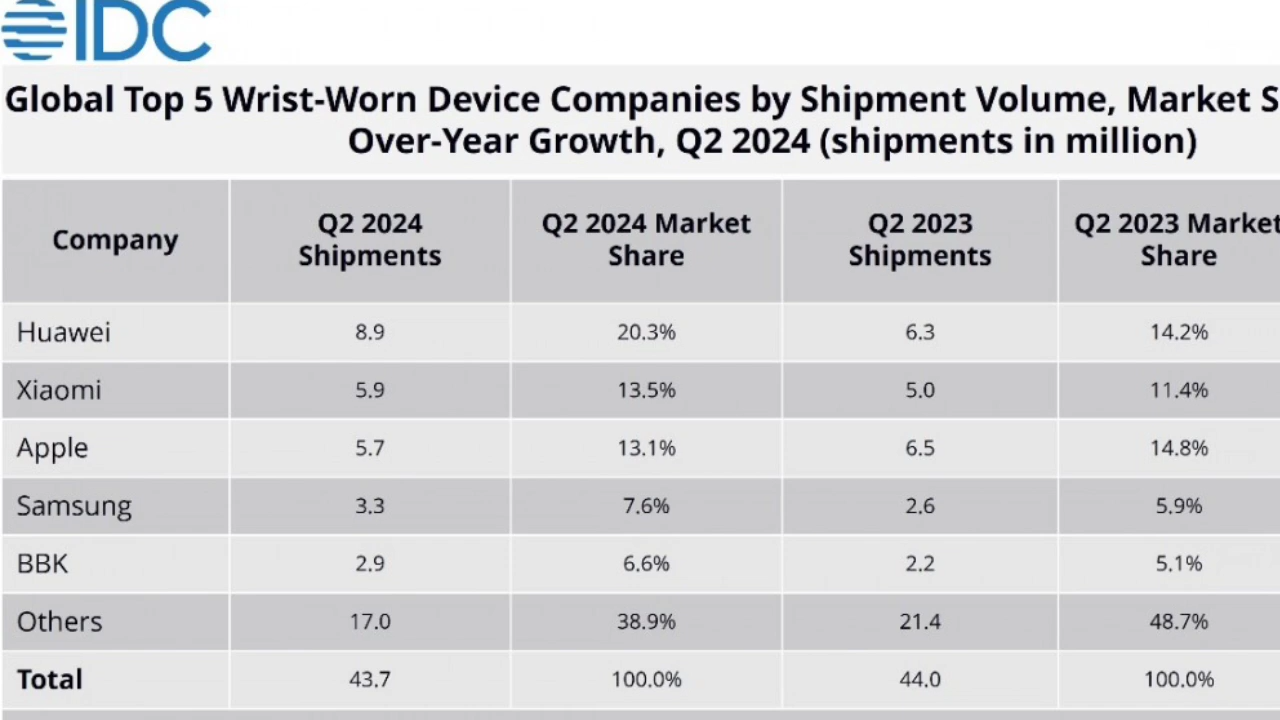 IDC
Global Top 5 Wrist-Worn Device Companies by Shipment Volume, Market S
Over-Year Growth, Q2 2024 (shipments in million)
Company
Q2 2024
Shipments
Q2 2024 Market
Share
Q2 2023
Shipments
Q2 2023 Market
Share
Huawei 8.9 20.3% 6.3 14.2%
Xiaomi 5.9 13.5% 5.0 11.4%
Apple 5.7 13.1% 6.5 14.8%
Samsung 3.3 7.6% 2.6 5.9%
BBK 2.9 6.6% 2.2 5.1%
Others 17.0 38.9% 21.4 48.7%
Total 43.7 100.0% 44.0 100.0%